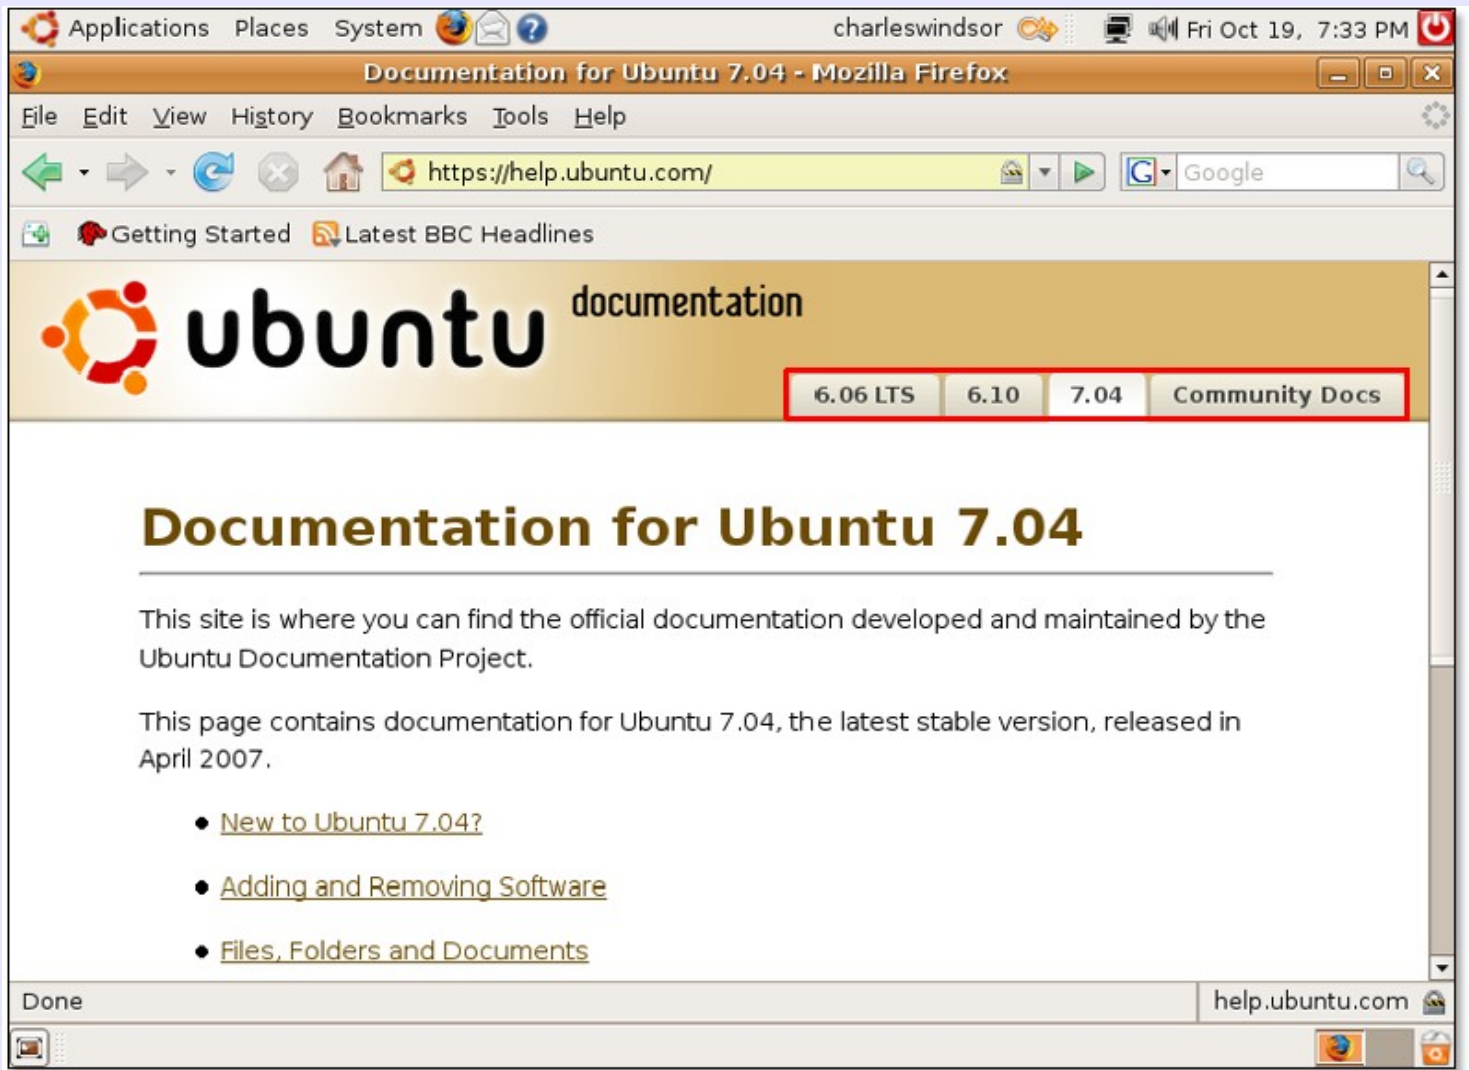 Applications Places System charleswindsor Fri Oct 19, 7:33 PM
Documentation for Ubuntu 7.04 - Mozilla Firefox
File Edit View History Bookmarks Tools Help
https://help.ubuntu.com/ G Google
Getting Started Latest BBC Headlines
ubuntu documentation
6.06 LTS 6.10 7.04 Community Docs
Documentation for Ubuntu 7.04
This site is where you can find the official documentation developed and maintained by the
Ubuntu Documentation Project.
This page contains documentation for Ubuntu 7.04, the latest stable version, released in
April 2007.
• New to Ubuntu 7.04?
• Adding and Removing Software
• Files, Folders and Documents
Done help.ubuntu.com